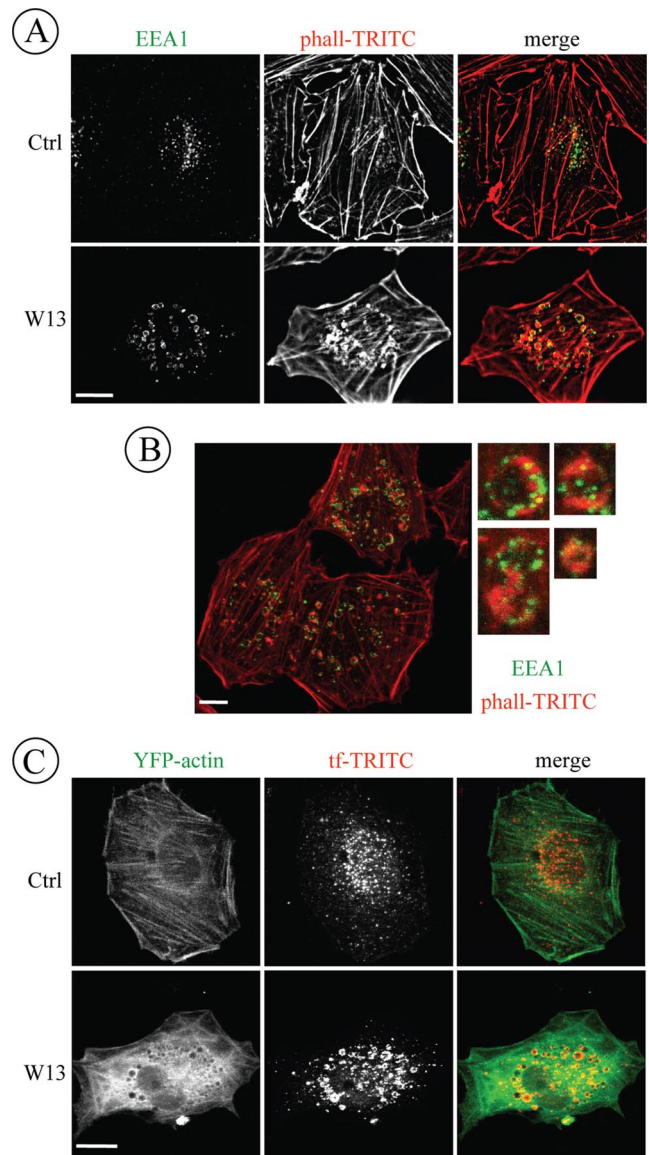 A
EEA1 phall-TRITC merge
Ctrl
W13
B
EEA1
phall-TRITC
C
YFP-actin tf-TRITC merge
Ctrl
W13